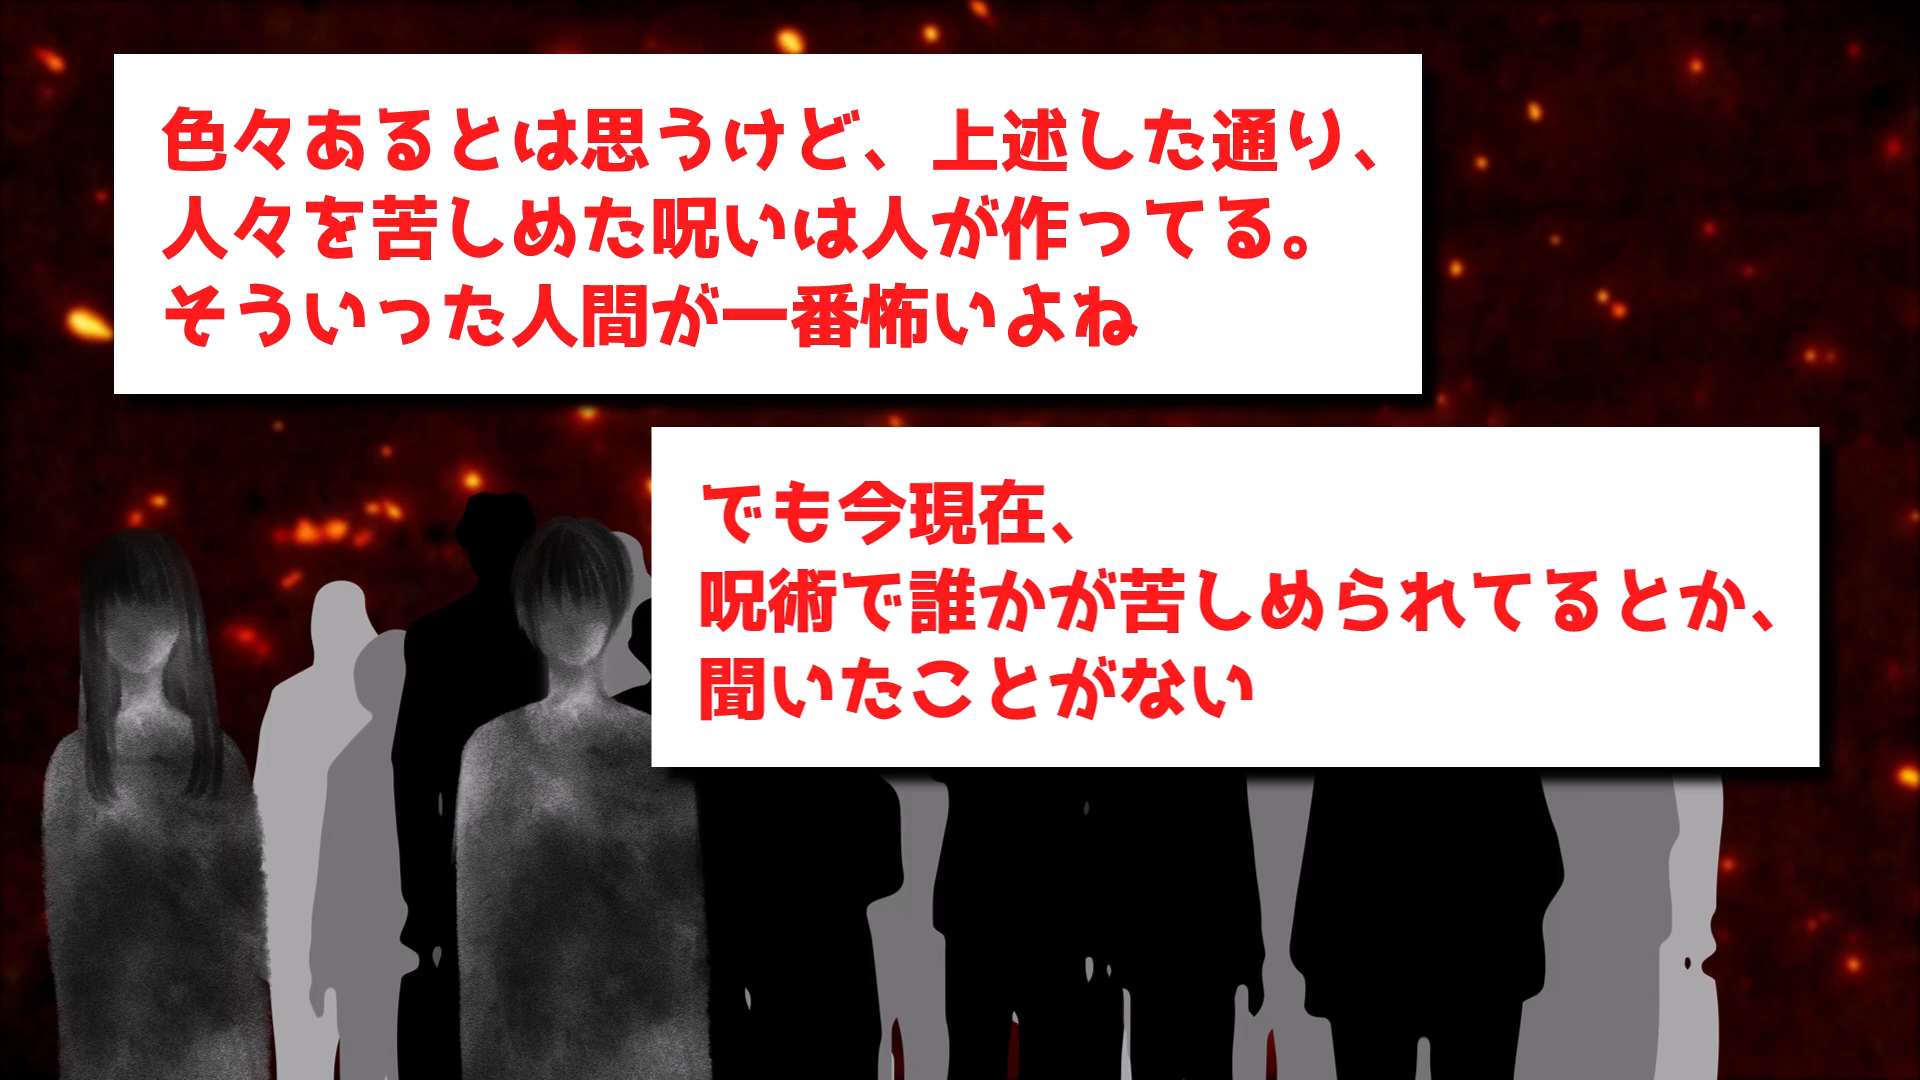 色々あるとは思うけど、上述した通り、
人々を苦しめた呪いは人が作ってる。
そういった人間が一番怖いよね
でも今現在、
呪術で誰かが苦しめられてるとか、
聞いたことがない